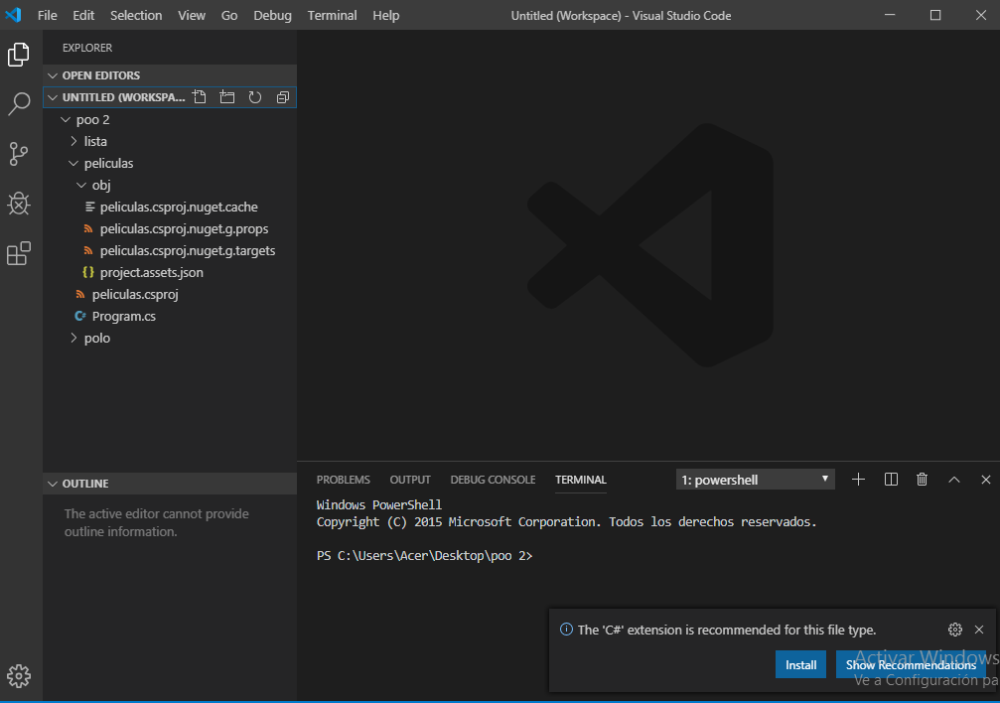 File Edit Selection View Go Debug Terminal Help
Untitled (Workspace) - Visual Studio Code
EXPLORER
OPEN EDITORS
UNTITLED (WORKSPA...
poo 2
lista
peliculas
obj
peliculas.csproj.nuget.cache
peliculas.csproj.nuget.g.props
peliculas.csproj.nuget.g.targets
{} project.assets.json
peliculas.csproj
C# Program.cs
polo
OUTLINE
The active editor cannot provide
outline information.
PROBLEMS OUTPUT DEBUG CONSOLE TERMINAL
1: powershell
Windows PowerShell
Copyright (C) 2015 Microsoft Corporation. Todos los derechos reservados.
PS C:\Users\Acer\Desktop\poo 2>
The 'C#' extension is recommended for this file type.
Install
Show Recommendations
Activar Windows
Ve a Configuración pa